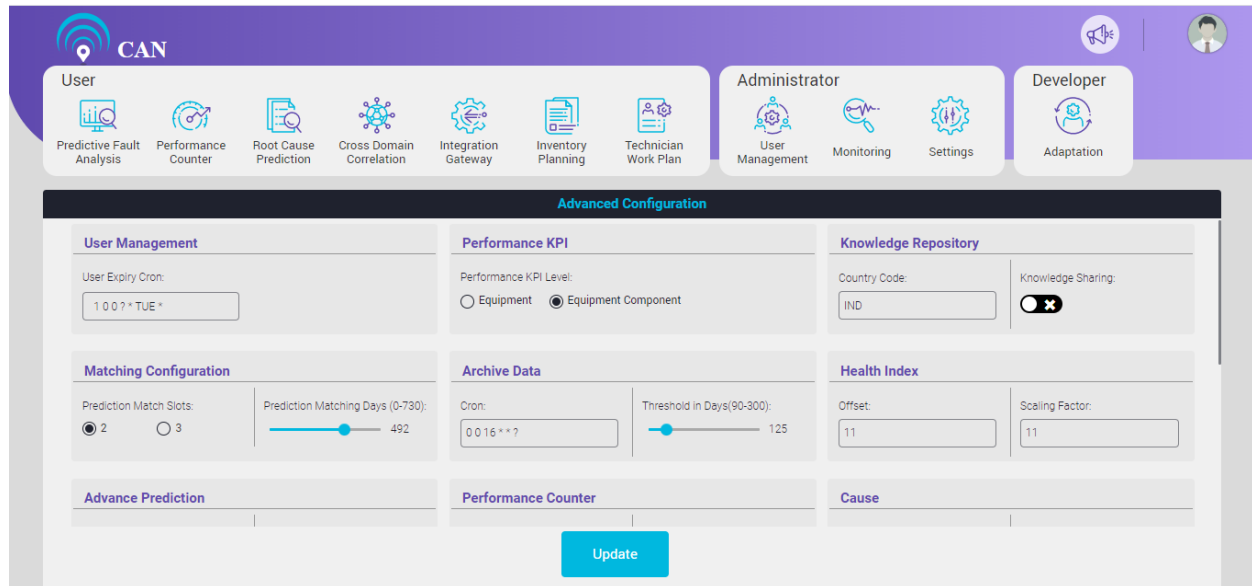 CAN
User
Administrator
Developer
Predictive Fault
Analysis
Performance
Counter
Root Cause
Prediction
Cross Domain
Correlation
Integration
Gateway
Inventory
Planning
Technician
Work Plan
User
Management
Monitoring
Settings
Adaptation
Advanced Configuration
User Management
User Expiry Cron:
1 0 0 ? * TUE *
Performance KPI
Performance KPI Level:
Equipment Equipment Component
Knowledge Repository
Country Code: Knowledge Sharing:
IND
Matching Configuration
Prediction Match Slots: Prediction Matching Days (0-730):
2 3 492
Archive Data
Cron: Threshold in Days(90-300):
0 0 16 * * ? 125
Health Index
Offset: Scaling Factor:
11 11
Advance Prediction
Performance Counter
Cause
Update